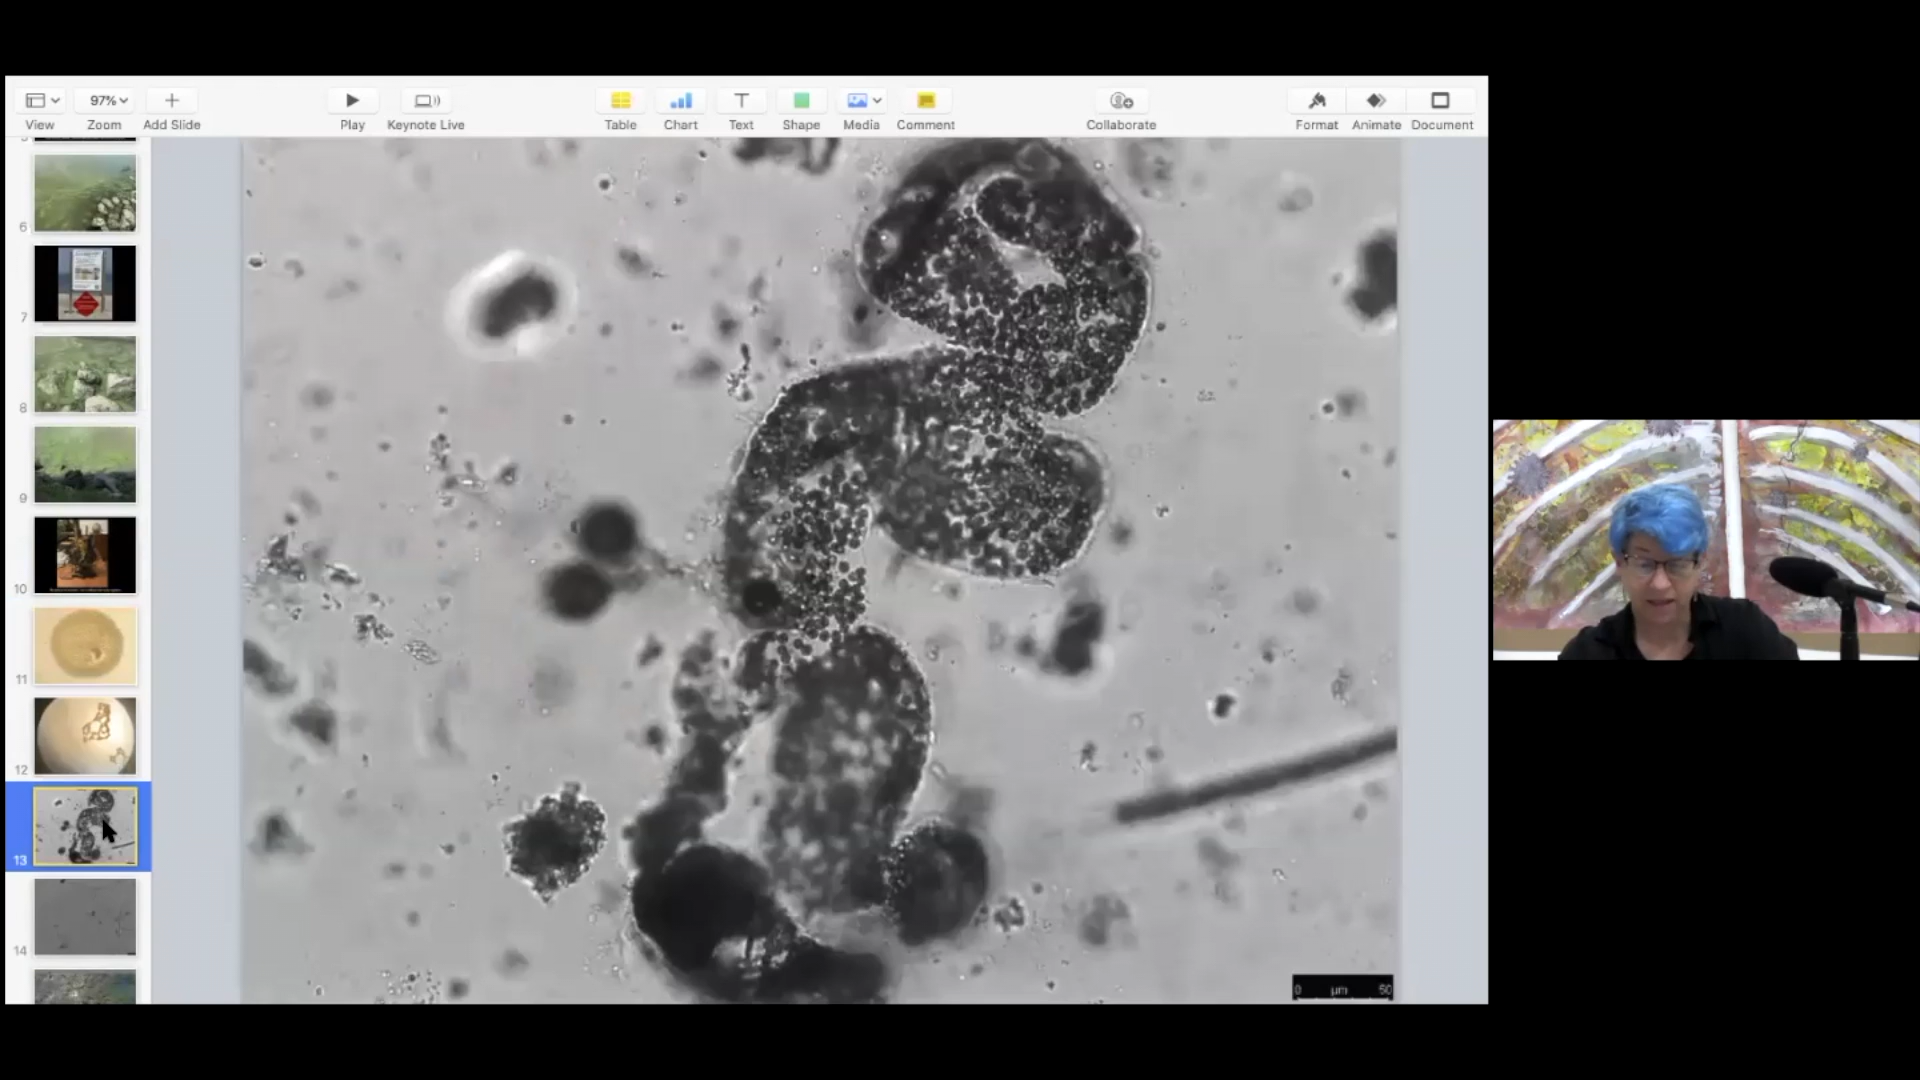 97%
View
Zoom
Add Slide
Play
Keynote Live
Table
Chart
Text
Shape
Media
Comment
Collaborate
Format
Animate
Document
6
7
8
9
10
11
12
13
14
0 µm 50